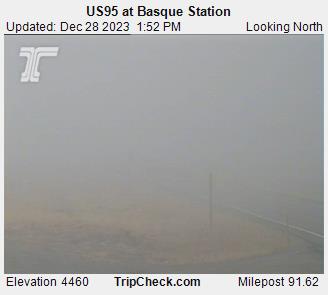 US95 at Basque Station
Updated: Dec 28 2023 1:52 PM Looking North
Elevation 4460 TripCheck.com Milepost 91.62